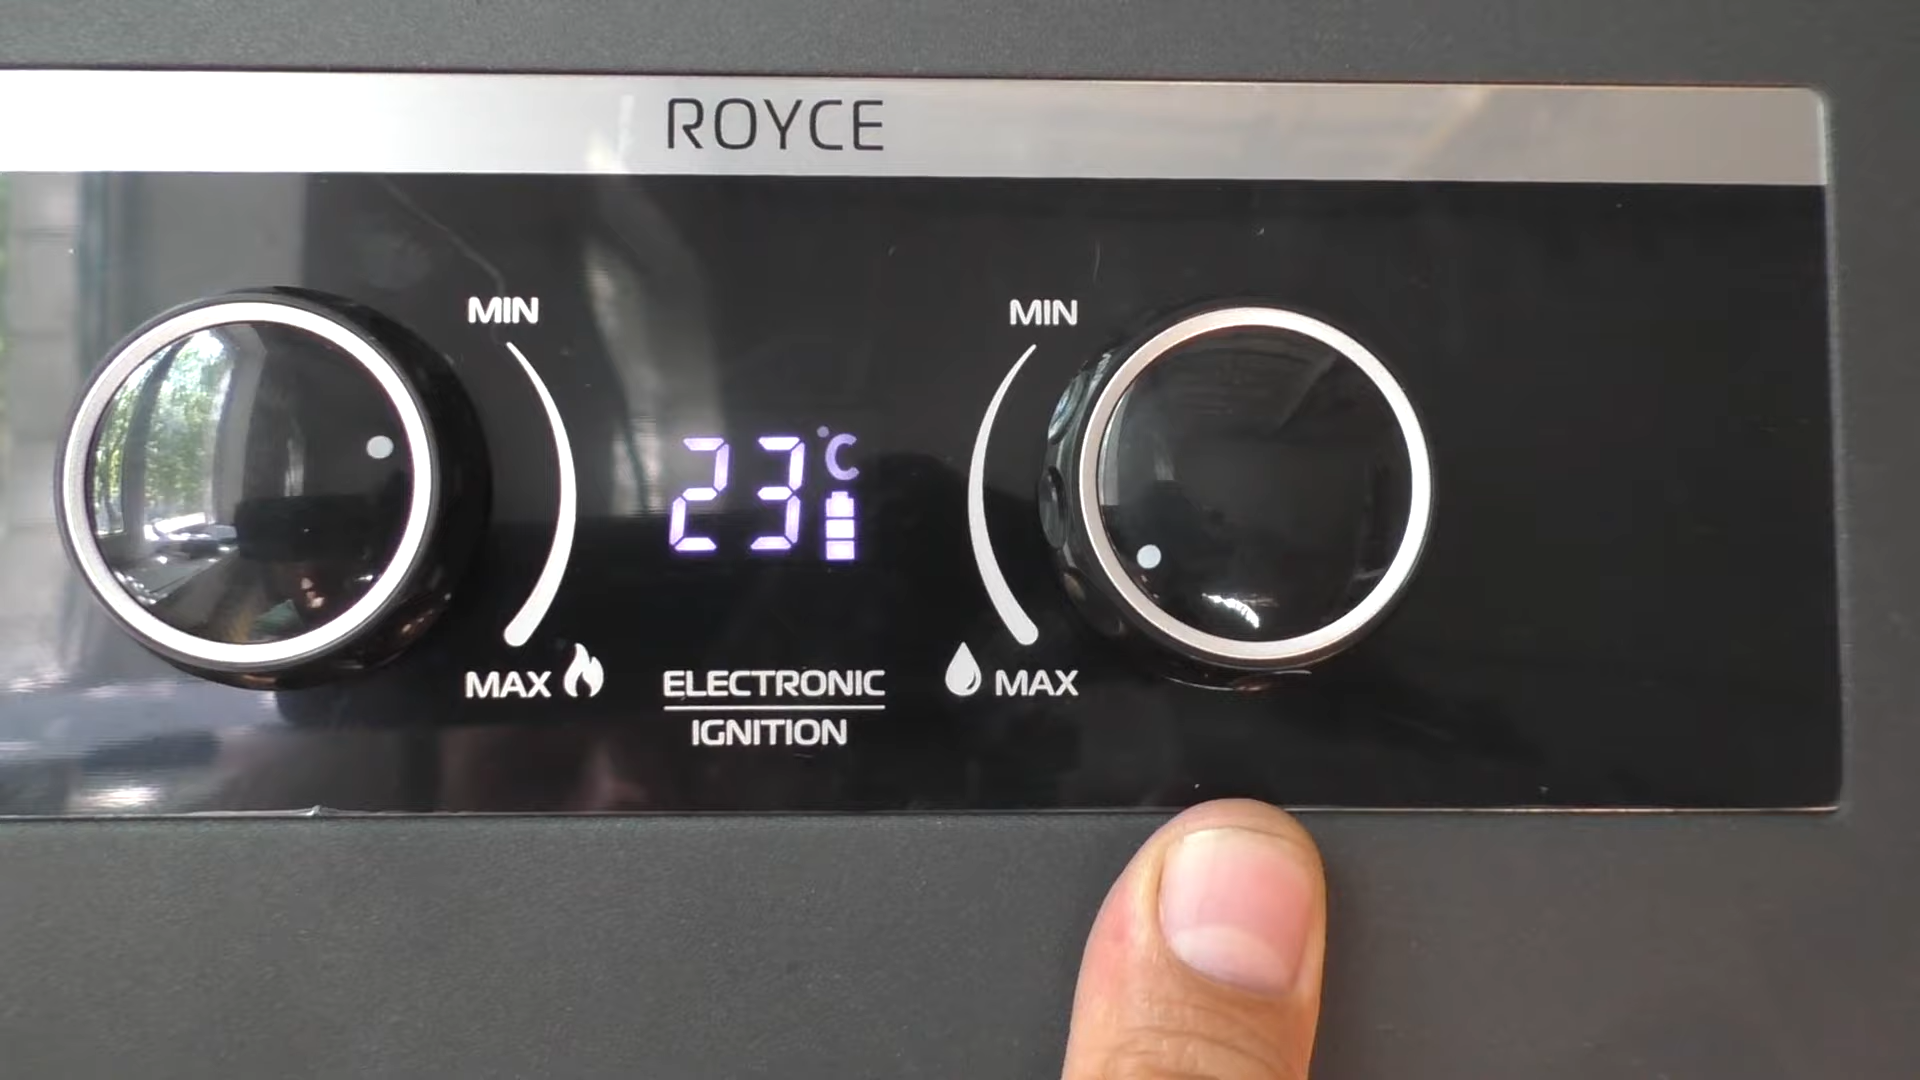 ROYCE
MIN
MIN
23°C
MAX
ELECTRONIC
IGNITION
MAX